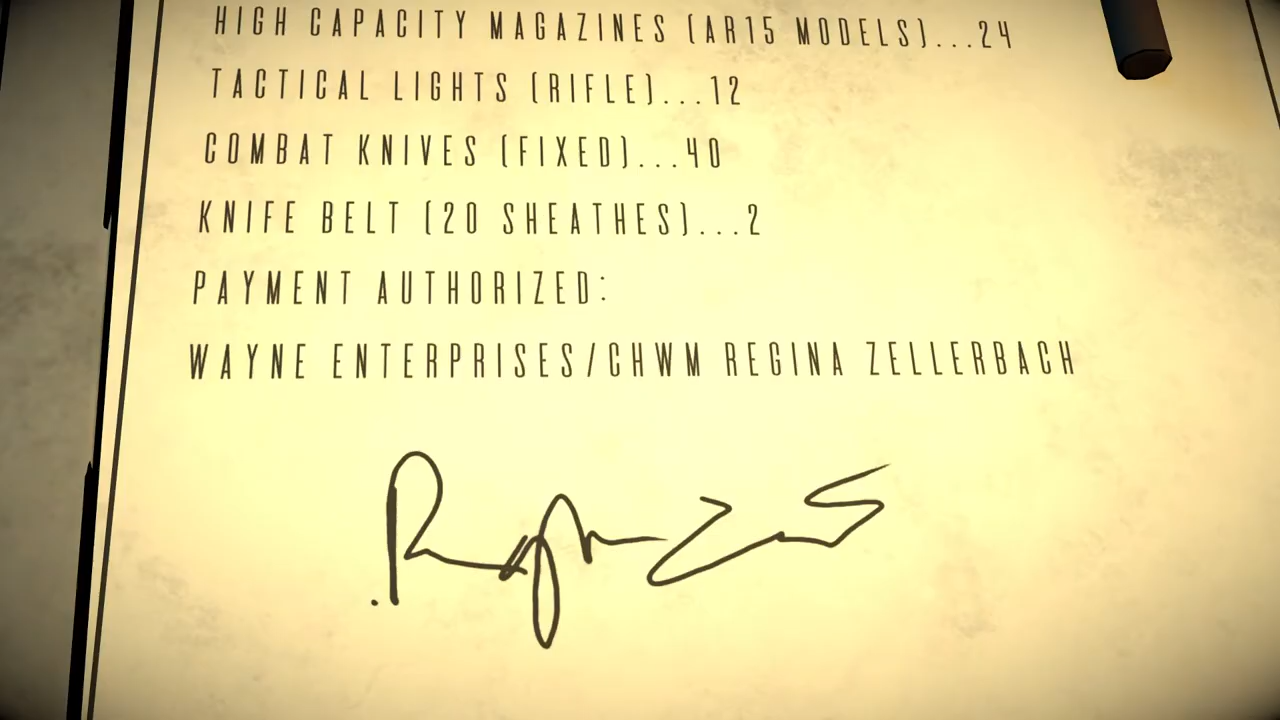 HIGH CAPACITY MAGAZINES (AR15 MODELS)...24
TACTICAL LIGHTS (RIFLE)...12
COMBAT KNIVES (FIXED)...40
KNIFE BELT (20 SHEATHES)...2
PAYMENT AUTHORIZED:
WAYNE ENTERPRISES/CHWM REGINA ZELLERBACH